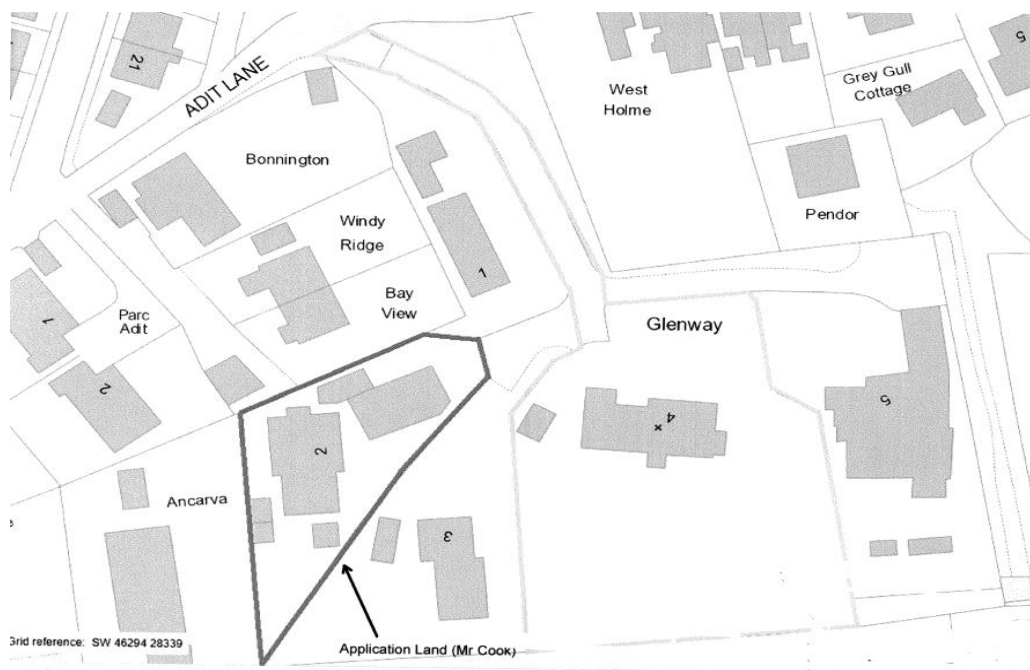 21
ADIT LANE
West
Holme
Grey Gull
Cottage
5
Bonnington
Windy
Ridge
Pendor
1
Bay
View
Parc
Adit
1
2
Glenway
2
4
5
Ancarva
3
Grid reference: SW 46294 28339
Application Land (Mr Cook)